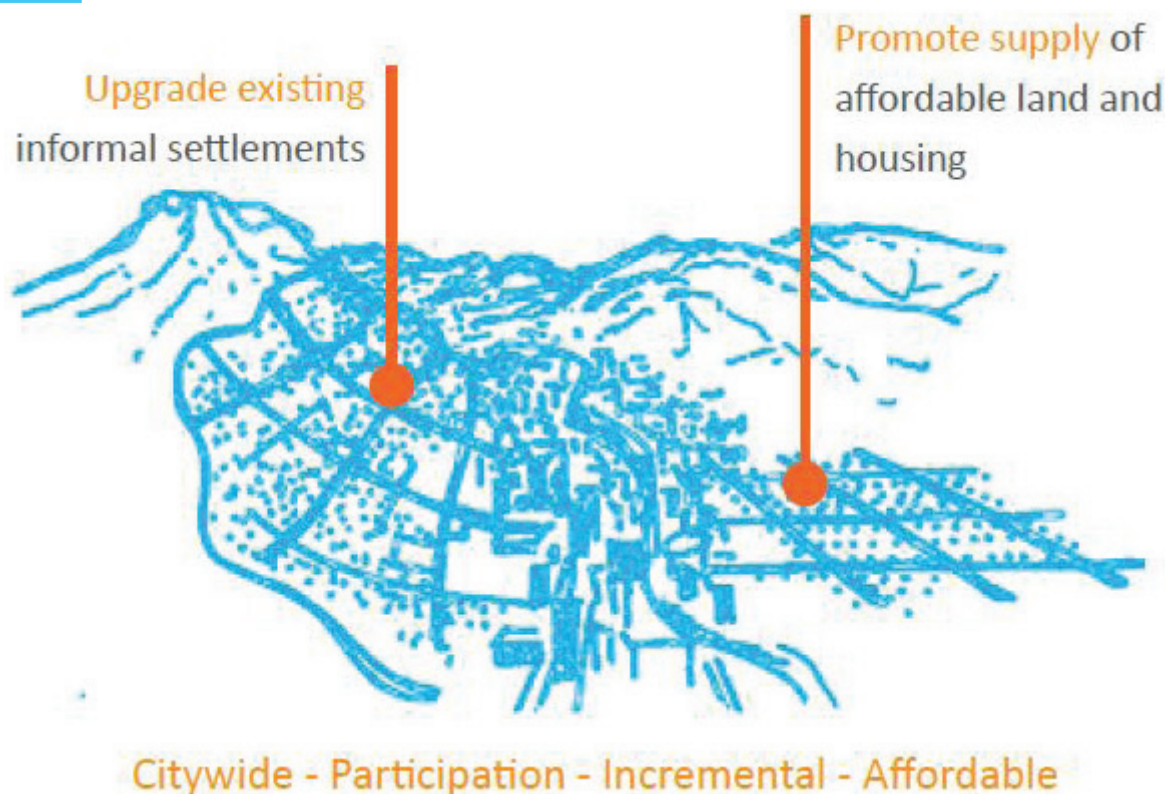 Upgrade existing
informal settlements
Promote supply of
affordable land and
housing
Citywide - Participation - Incremental - Affordable